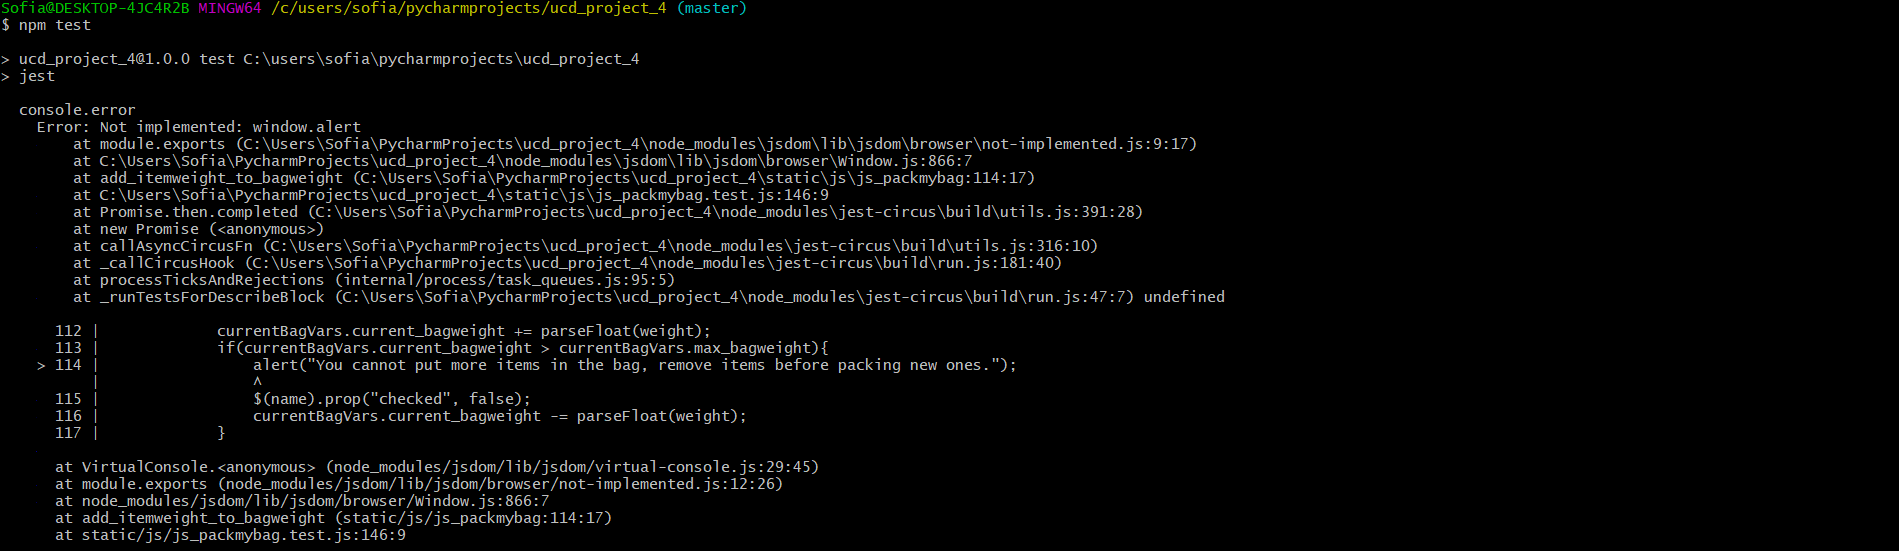 Sofia@DESKTOP-4JC4R2B MINGW64 /c/users/sofia/pycharmprojects/ucd_project_4 (master)
$ npm test
> ucd_project_4@1.0.0 test C:\users\sofia\pycharmprojects\ucd_project_4
> jest
console.error
Error: Not implemented: window.alert
at module.exports (C:\Users\Sofia\PycharmProjects\ucd_project_4\node_modules\jsdom\lib\jsdom\browser\not-implemented.js:9:17)
at C:\Users\Sofia\PycharmProjects\ucd_project_4\node_modules\jsdom\lib\jsdom\browser\Window.js:866:7
at add_itemweight_to_bagweight (C:\Users\Sofia\PycharmProjects\ucd_project_4\static\js\js_packmybag:114:17)
at C:\Users\Sofia\PycharmProjects\ucd_project_4\static\js\js_packmybag.test.js:146:9
at Promise.then.completed (C:\Users\Sofia\PycharmProjects\ucd_project_4\node_modules\jest-circus\build\utils.js:391:28)
at new Promise (<anonymous>)
at callAsyncCircusFn (C:\Users\Sofia\PycharmProjects\ucd_project_4\node_modules\jest-circus\build\utils.js:316:10)
at _callCircusHook (C:\Users\Sofia\PycharmProjects\ucd_project_4\node_modules\jest-circus\build\run.js:181:40)
at processTicksAndRejections (internal/process/task_queues.js:95:5)
at _runTestsForDescribeBlock (C:\Users\Sofia\PycharmProjects\ucd_project_4\node_modules\jest-circus\build\run.js:47:7) undefined
112 | currentBagVars.current_bagweight += parseFloat(weight);
113 | if(currentBagVars.current_bagweight > currentBagVars.max_bagweight){
> 114 | alert("You cannot put more items in the bag, remove items before packing new ones.");
| ^
115 | $(name).prop("checked", false);
116 | currentBagVars.current_bagweight -= parseFloat(weight);
117 | }
at VirtualConsole.<anonymous> (node_modules/jsdom/lib/jsdom/virtual-console.js:29:45)
at module.exports (node_modules/jsdom/lib/jsdom/browser/not-implemented.js:12:26)
at node_modules/jsdom/lib/jsdom/browser/Window.js:866:7
at add_itemweight_to_bagweight (static/js/js_packmybag:114:17)
at static/js/js_packmybag.test.js:146:9